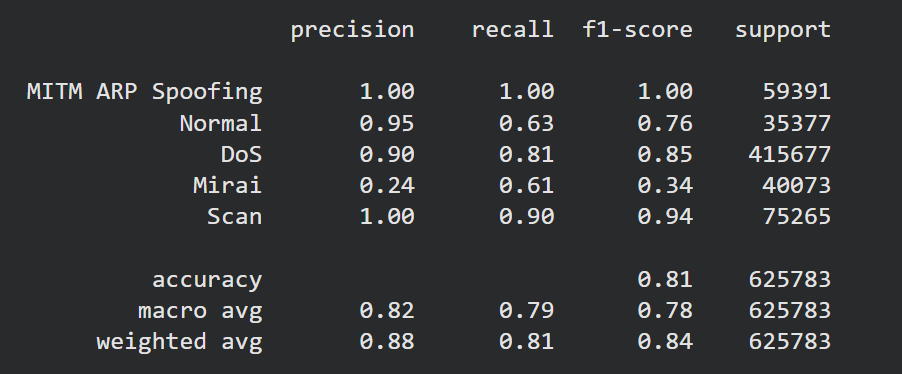 precision recall f1-score support
MITM ARP Spoofing 1.00 1.00 1.00 59391
Normal 0.95 0.63 0.76 35377
DoS 0.90 0.81 0.85 415677
Mirai 0.24 0.61 0.34 40073
Scan 1.00 0.90 0.94 75265
accuracy 0.81 625783
macro avg 0.82 0.79 0.78 625783
weighted avg 0.88 0.81 0.84 625783